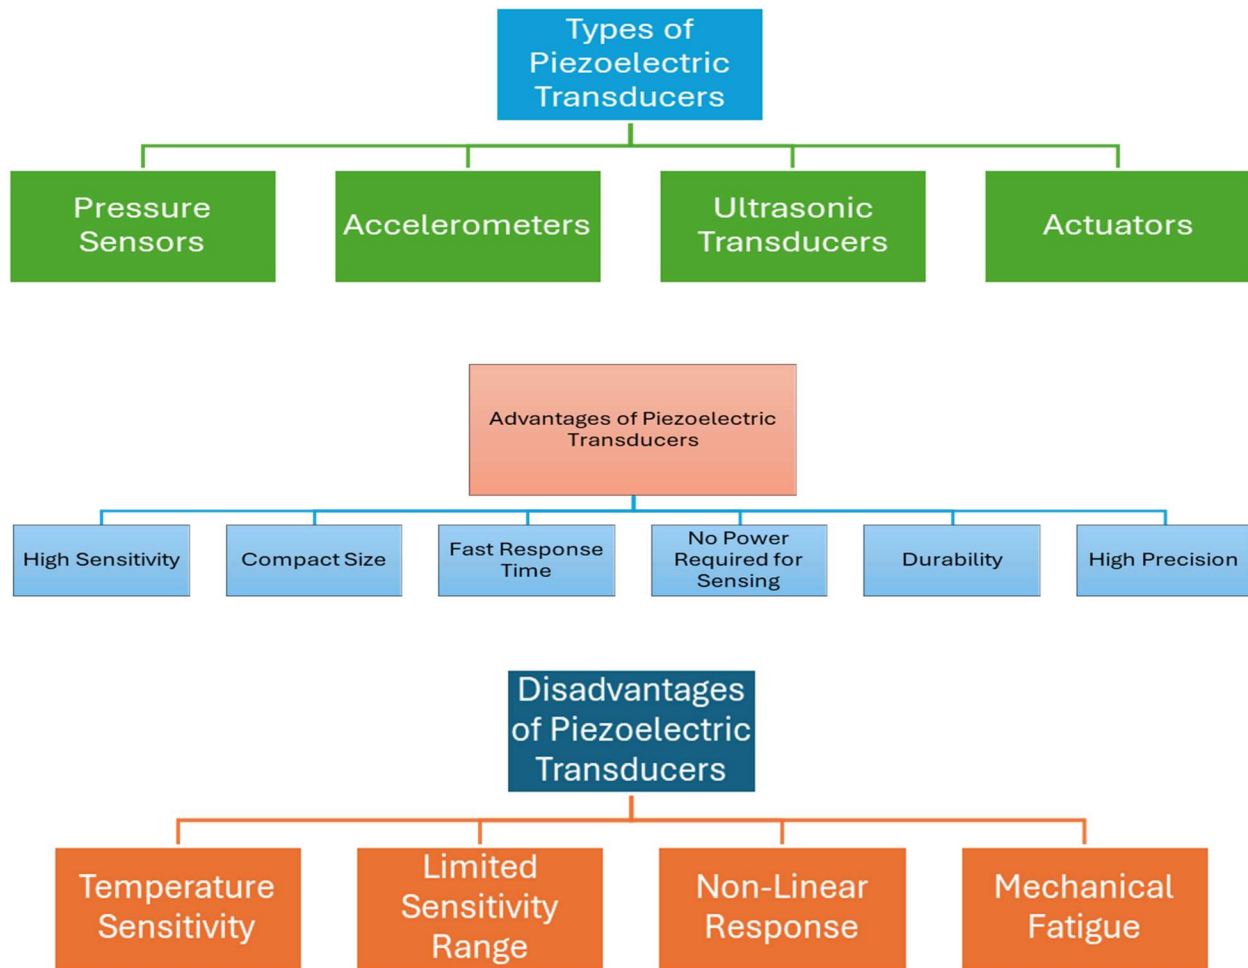 Types of
Piezoelectric
Transducers
Pressure
Sensors
Accelerometers
Ultrasonic
Transducers
Actuators
Advantages of Piezoelectric
Transducers
High Sensitivity
Compact Size
Fast Response
Time
No Power
Required for
Sensing
Durability
High Precision
Disadvantages
of Piezoelectric
Transducers
Temperature
Sensitivity
Limited
Sensitivity
Range
Non-Linear
Response
Mechanical
Fatigue